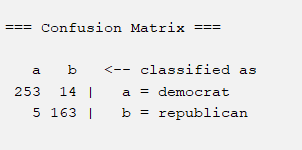 === Confusion Matrix ===
a b <-- classified as
253 14 | a = democrat
5 163 | b = republican